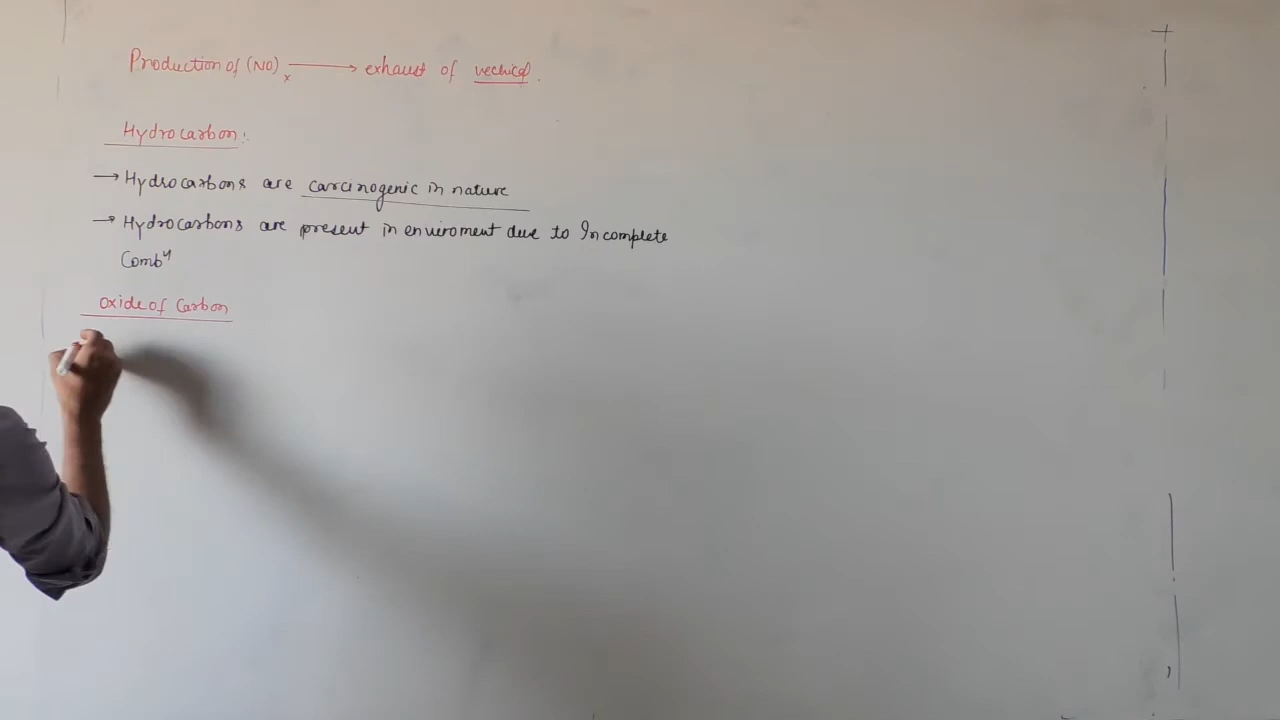 Production of (NO)x ⟶ exhaust of vechicel.
Hydrocarbon:
→ Hydrocarbons are carcinogenic in nature
→ Hydrocarbons are present in enviroment due to Incomplete
Combⁿ
Oxide of Carbon